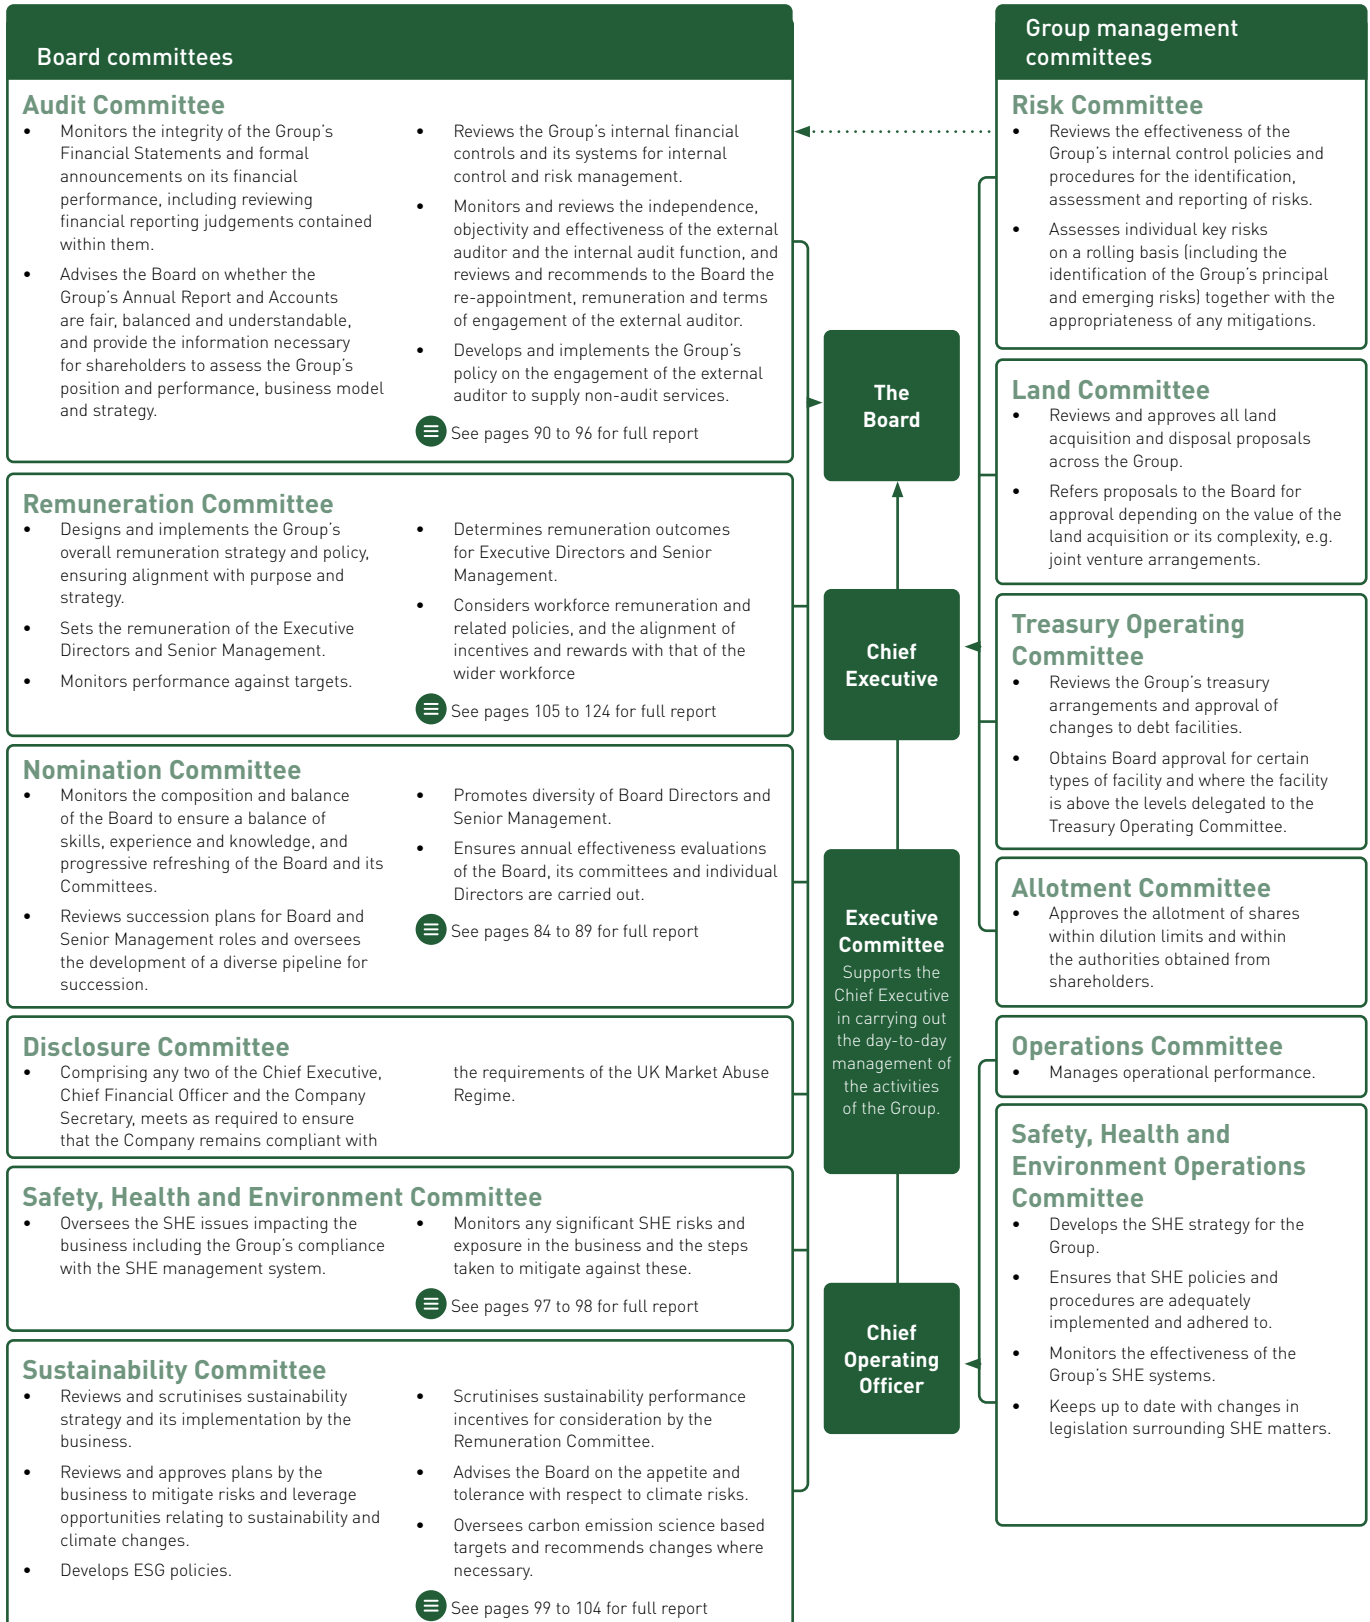 Board committees
Audit Committee
• Monitors the integrity of the Group's
Financial Statements and formal
announcements on its financial
performance, including reviewing
financial reporting judgements contained
within them.
• Advises the Board on whether the
Group's Annual Report and Accounts
are fair, balanced and understandable,
and provide the information necessary
for shareholders to assess the Group's
position and performance, business model
and strategy.
• Reviews the Group's internal financial
controls and its systems for internal
control and risk management.
• Monitors and reviews the independence,
objectivity and effectiveness of the external
auditor and the internal audit function, and
reviews and recommends to the Board the
re-appointment, remuneration and terms
of engagement of the external auditor.
• Develops and implements the Group's
policy on the engagement of the external
auditor to supply non-audit services.
See pages 90 to 96 for full report
Remuneration Committee
• Designs and implements the Group's
overall remuneration strategy and policy,
ensuring alignment with purpose and
strategy.
• Sets the remuneration of the Executive
Directors and Senior Management.
• Monitors performance against targets.
• Determines remuneration outcomes
for Executive Directors and Senior
Management.
• Considers workforce remuneration and
related policies, and the alignment of
incentives and rewards with that of the
wider workforce
See pages 105 to 124 for full report
Nomination Committee
• Monitors the composition and balance
of the Board to ensure a balance of
skills, experience and knowledge, and
progressive refreshing of the Board and its
Committees.
• Reviews succession plans for Board and
Senior Management roles and oversees
the development of a diverse pipeline for
succession.
• Promotes diversity of Board Directors and
Senior Management.
• Ensures annual effectiveness evaluations
of the Board, its committees and individual
Directors are carried out.
See pages 84 to 89 for full report
Disclosure Committee
• Comprising any two of the Chief Executive,
Chief Financial Officer and the Company
Secretary, meets as required to ensure
that the Company remains compliant with
the requirements of the UK Market Abuse
Regime.
Safety, Health and Environment Committee
• Oversees the SHE issues impacting the
business including the Group's compliance
with the SHE management system.
• Monitors any significant SHE risks and
exposure in the business and the steps
taken to mitigate against these.
See pages 97 to 98 for full report
Sustainability Committee
• Reviews and scrutinises sustainability
strategy and its implementation by the
business.
• Reviews and approves plans by the
business to mitigate risks and leverage
opportunities relating to sustainability and
climate changes.
• Develops ESG policies.
• Scrutinises sustainability performance
incentives for consideration by the
Remuneration Committee.
• Advises the Board on the appetite and
tolerance with respect to climate risks.
• Oversees carbon emission science based
targets and recommends changes where
necessary.
See pages 99 to 104 for full report
The
Board
Chief
Executive
Executive
Committee
Supports the
Chief Executive
in carrying out
the day-to-day
management of
the activities
of the Group.
Chief
Operating
Officer
Group management
committees
Risk Committee
• Reviews the effectiveness of the
Group's internal control policies and
procedures for the identification,
assessment and reporting of risks.
• Assesses individual key risks
on a rolling basis (including the
identification of the Group's principal
and emerging risks) together with the
appropriateness of any mitigations.
Land Committee
• Reviews and approves all land
acquisition and disposal proposals
across the Group.
• Refers proposals to the Board for
approval depending on the value of the
land acquisition or its complexity, e.g.
joint venture arrangements.
Treasury Operating
Committee
• Reviews the Group's treasury
arrangements and approval of
changes to debt facilities.
• Obtains Board approval for certain
types of facility and where the facility
is above the levels delegated to the
Treasury Operating Committee.
Allotment Committee
• Approves the allotment of shares
within dilution limits and within
the authorities obtained from
shareholders.
Operations Committee
• Manages operational performance.
Safety, Health and
Environment Operations
Committee
• Develops the SHE strategy for the
Group.
• Ensures that SHE policies and
procedures are adequately
implemented and adhered to.
• Monitors the effectiveness of the
Group's SHE systems.
• Keeps up to date with changes in
legislation surrounding SHE matters.